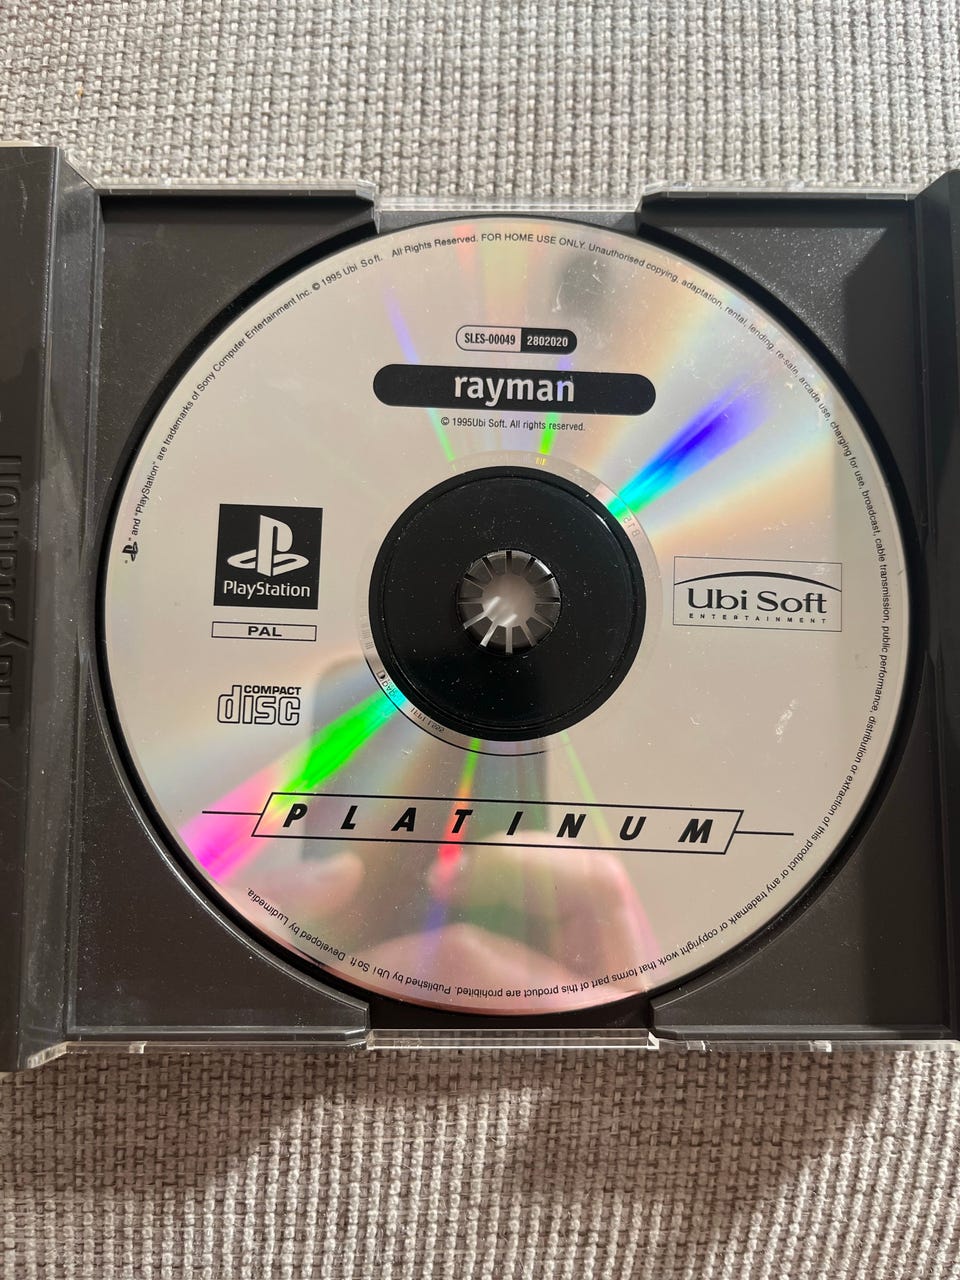 "PS" and "PlayStation" are trademarks of Sony Computer Entertainment Inc. © 1995 Ubi Soft. All Rights Reserved. FOR HOME USE ONLY. Unauthorised copying, adaptation, rental, lending, re-sale, arcade use, charging for use, broadcast, cable transmission, public performance, distribution or extraction of this product or any trademark or copyright work that forms part of this product are prohibited. Published by Ubi Soft. Developed by Ludimedia.
SLES-00049 2802020
rayman
© 1995Ubi Soft. All rights reserved.
PlayStation
PAL
Ubi Soft
ENTERTAINMENT
COMPACT
disc
PLATINUM